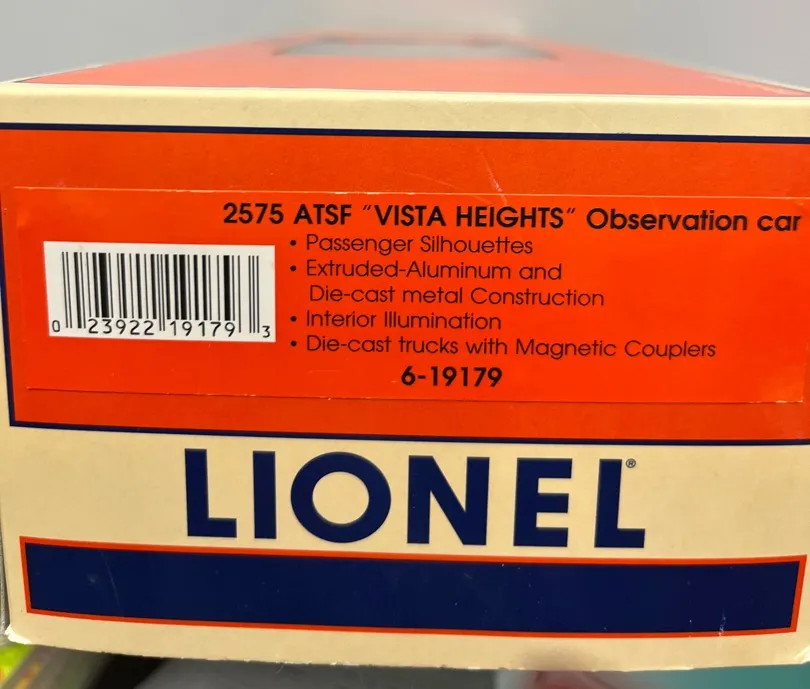 2575 ATSF "VISTA HEIGHTS" Observation car
• Passenger Silhouettes
• Extruded-Aluminum and
Die-cast metal Construction
• Interior Illumination
• Die-cast trucks with Magnetic Couplers
6-19179
0 23922 19179 3
LIONEL®